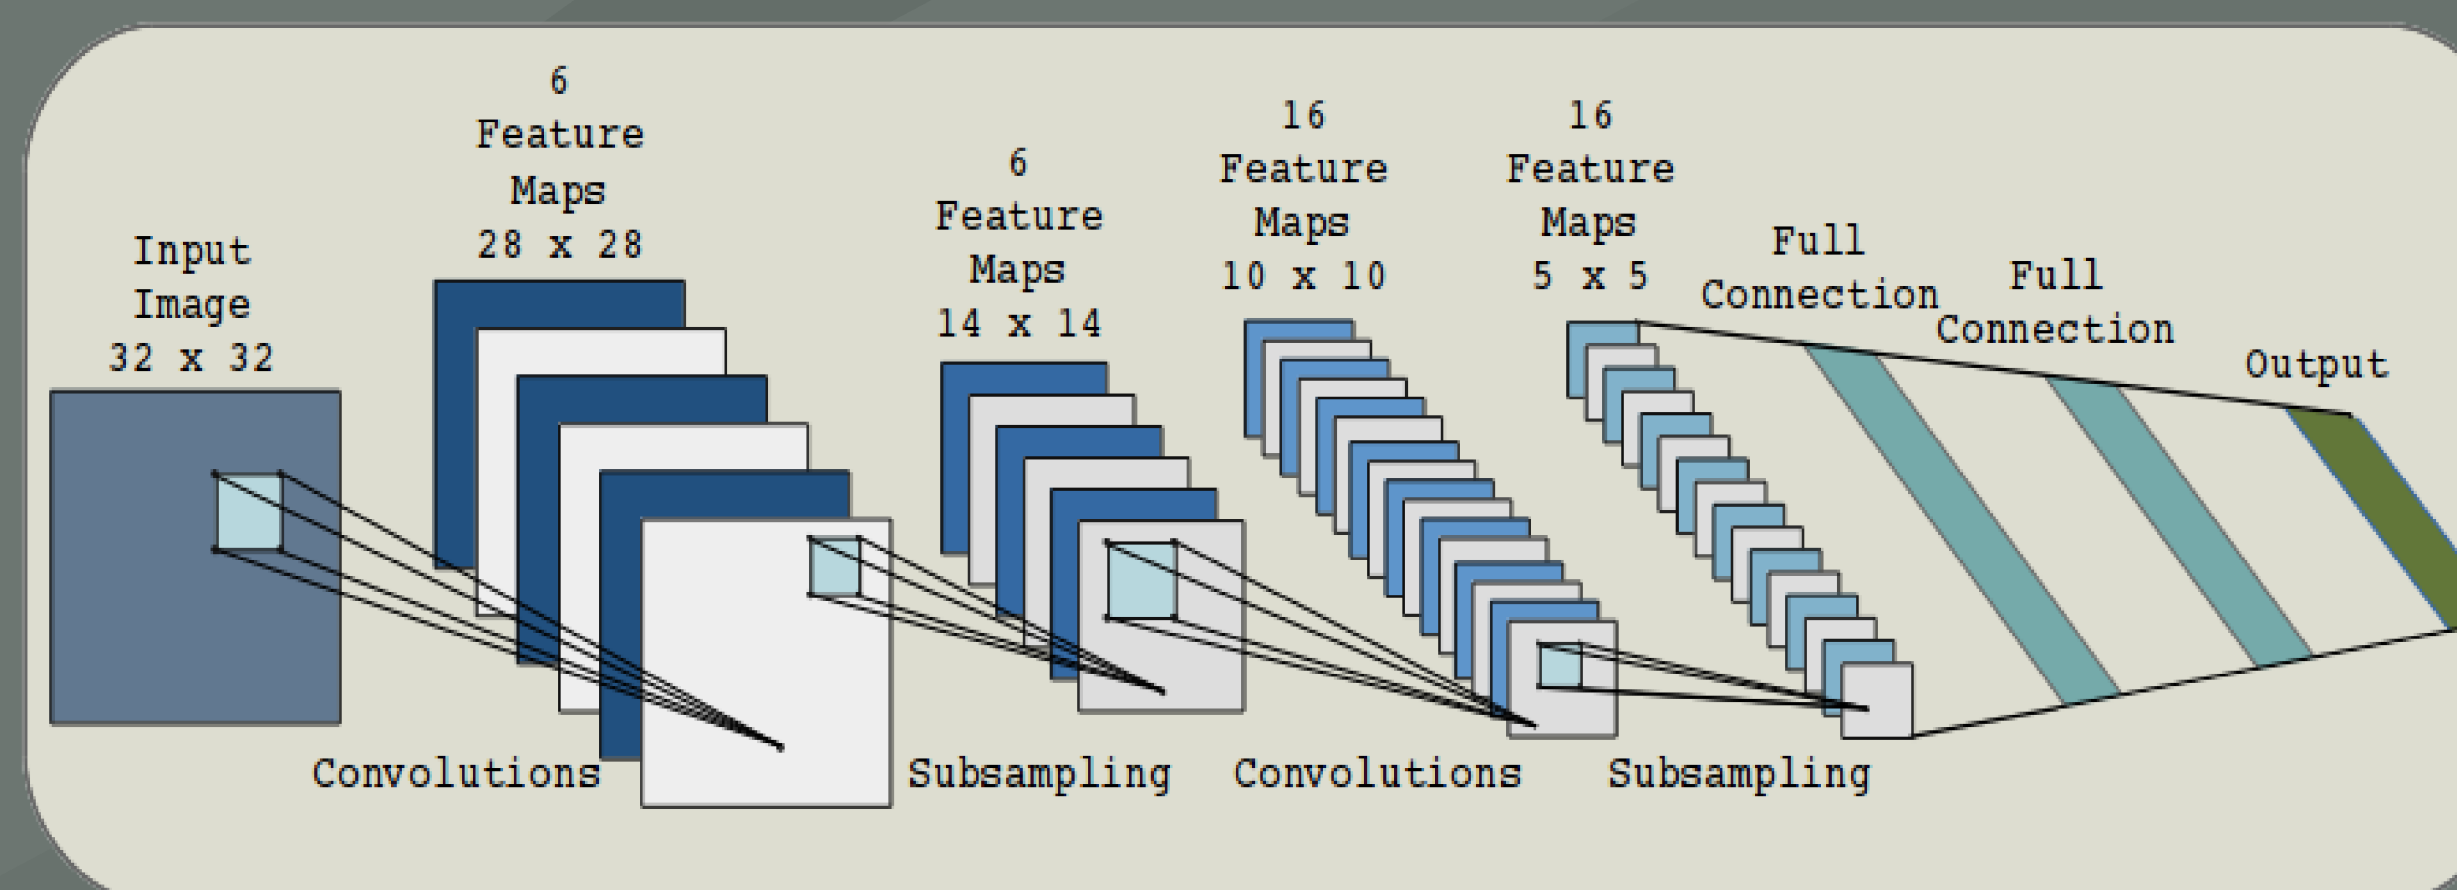 Input
Image
32 x 32
6
Feature
Maps
28 x 28
6
Feature
Maps
14 x 14
16
Feature
Maps
10 x 10
16
Feature
Maps
5 x 5
Full
Connection
Full
Connection
Output
Convolutions
Subsampling
Convolutions
Subsampling